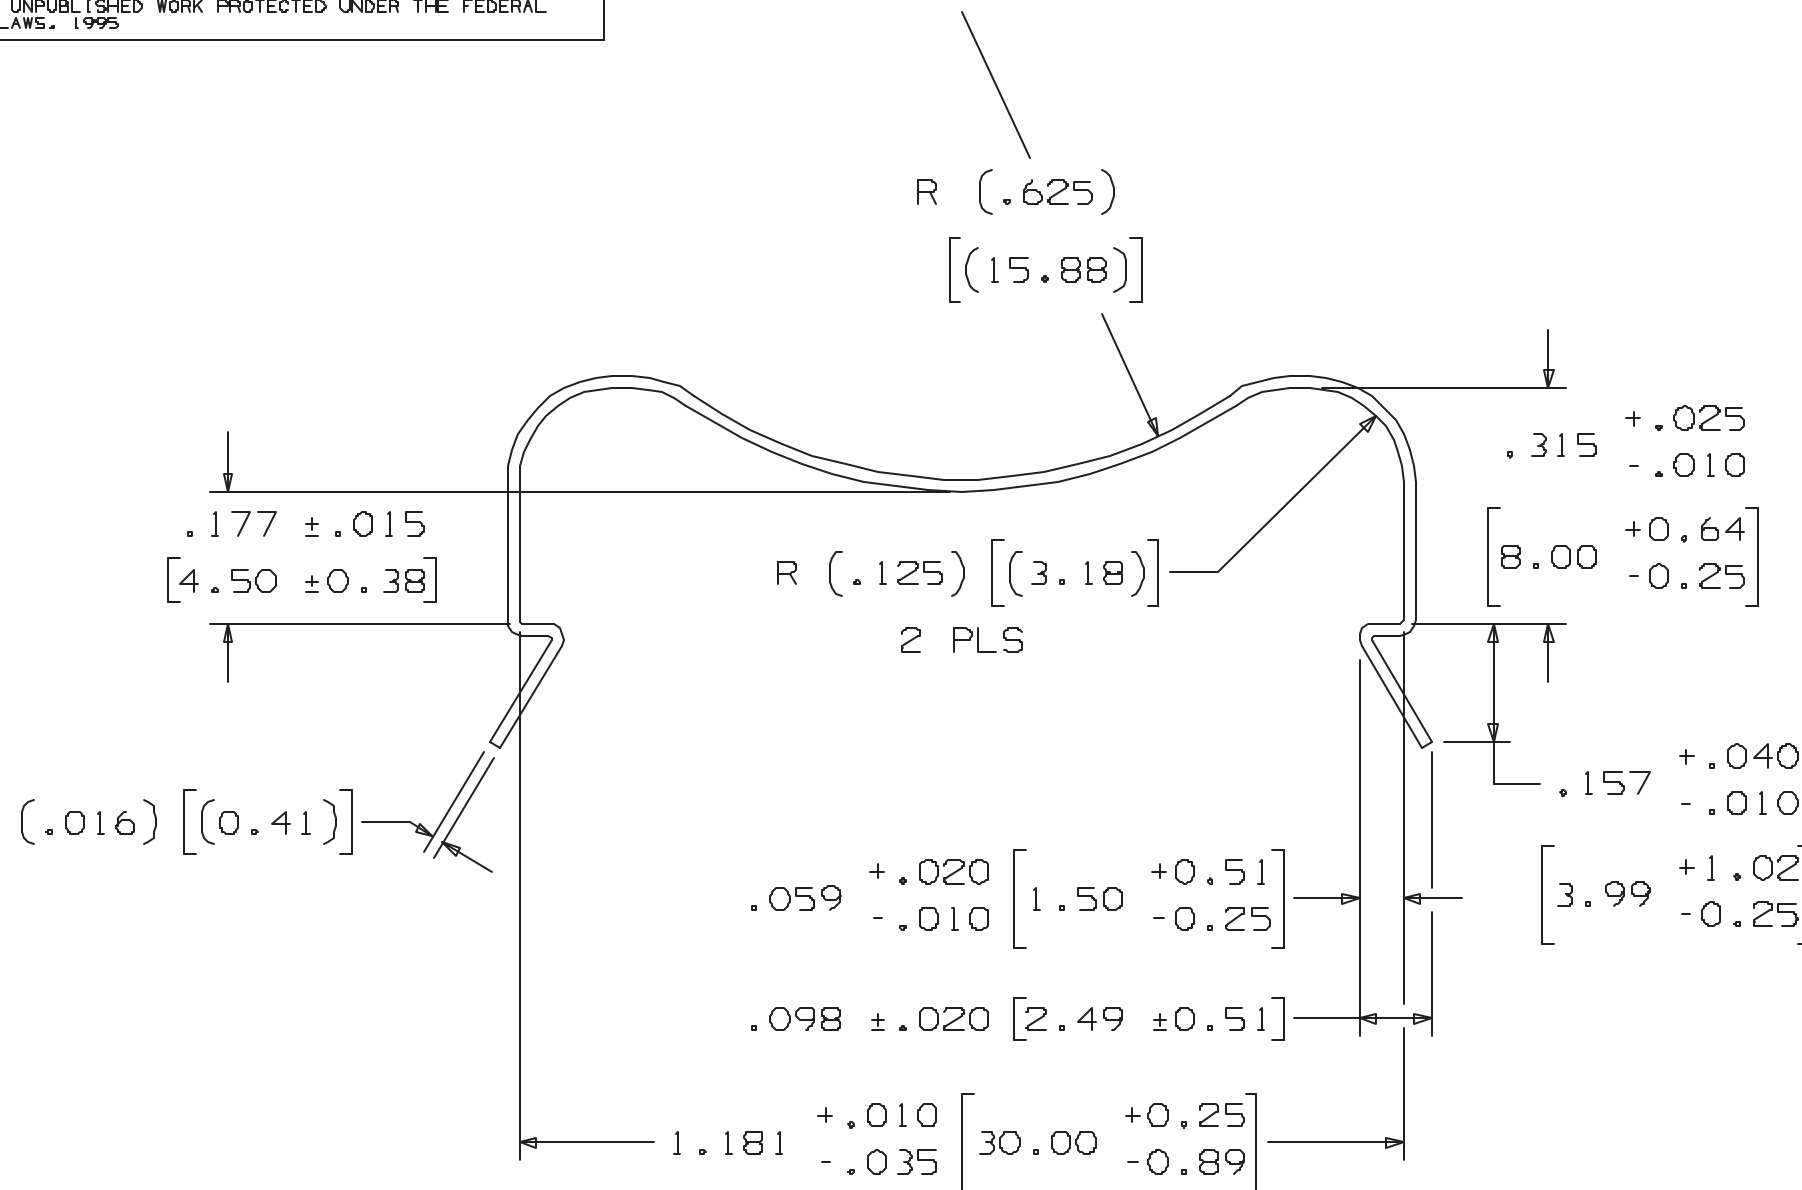 UNPUBLISHED WORK PROTECTED UNDER THE FEDERAL
LAWS. 1995
R (.625)
[(15.88)]
.315 +.025 -.010
[8.00 +0.64 -0.25]
.177 ±.015
[4.50 ±0.38]
R (.125) [(3.18)]
2 PLS
.157 +.040 -.010
[3.99 +1.02 -0.25]
(.016) [(0.41)]
.059 +.020 -.010 [1.50 +0.51 -0.25]
.098 ±.020 [2.49 ±0.51]
1.181 +.010 -.035 [30.00 +0.25 -0.89]